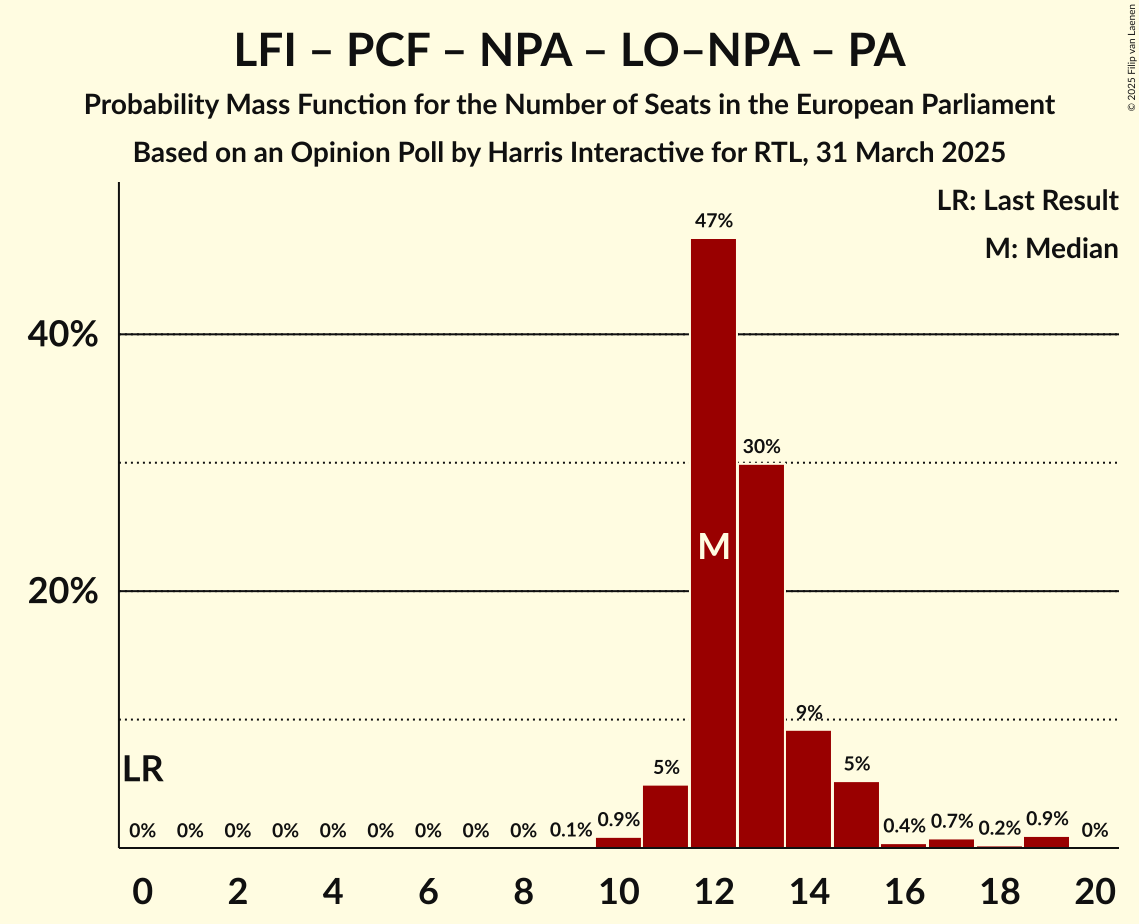 LFI – PCF – NPA – LO–NPA – PA
Probability Mass Function for the Number of Seats in the European Parliament
Based on an Opinion Poll by Harris Interactive for RTL, 31 March 2025
© 2025 Filip van Laenen
LR: Last Result
M: Median
40%
20%
47%
30%
M
9%
LR
5%
5%
0% 0% 0% 0% 0% 0% 0% 0% 0% 0.1% 0.9% 0.4% 0.7% 0.2% 0.9% 0%
0 2 4 6 8 10 12 14 16 18 20